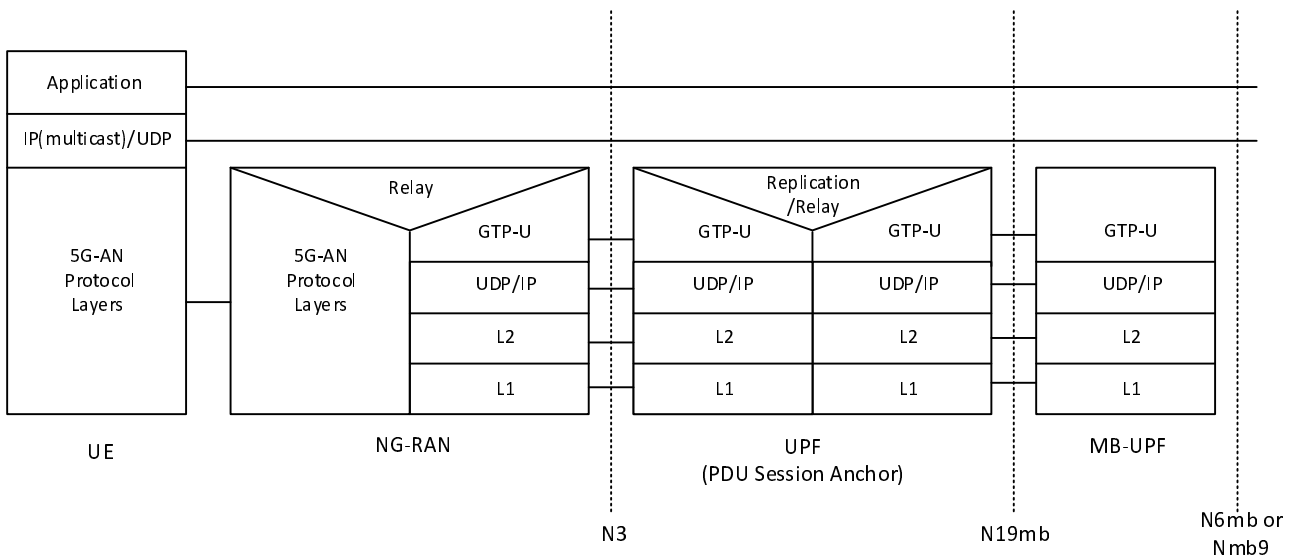 Application
IP(multicast)/UDP
5G-AN
Protocol
Layers
UE
Relay
5G-AN
Protocol
Layers
GTP-U
UDP/IP
L2
L1
NG-RAN
N3
Replication
/Relay
GTP-U
GTP-U
UDP/IP
UDP/IP
L2
L2
L1
L1
UPF
(PDU Session Anchor)
N19mb
GTP-U
UDP/IP
L2
L1
MB-UPF
N6mb or
Nmb9